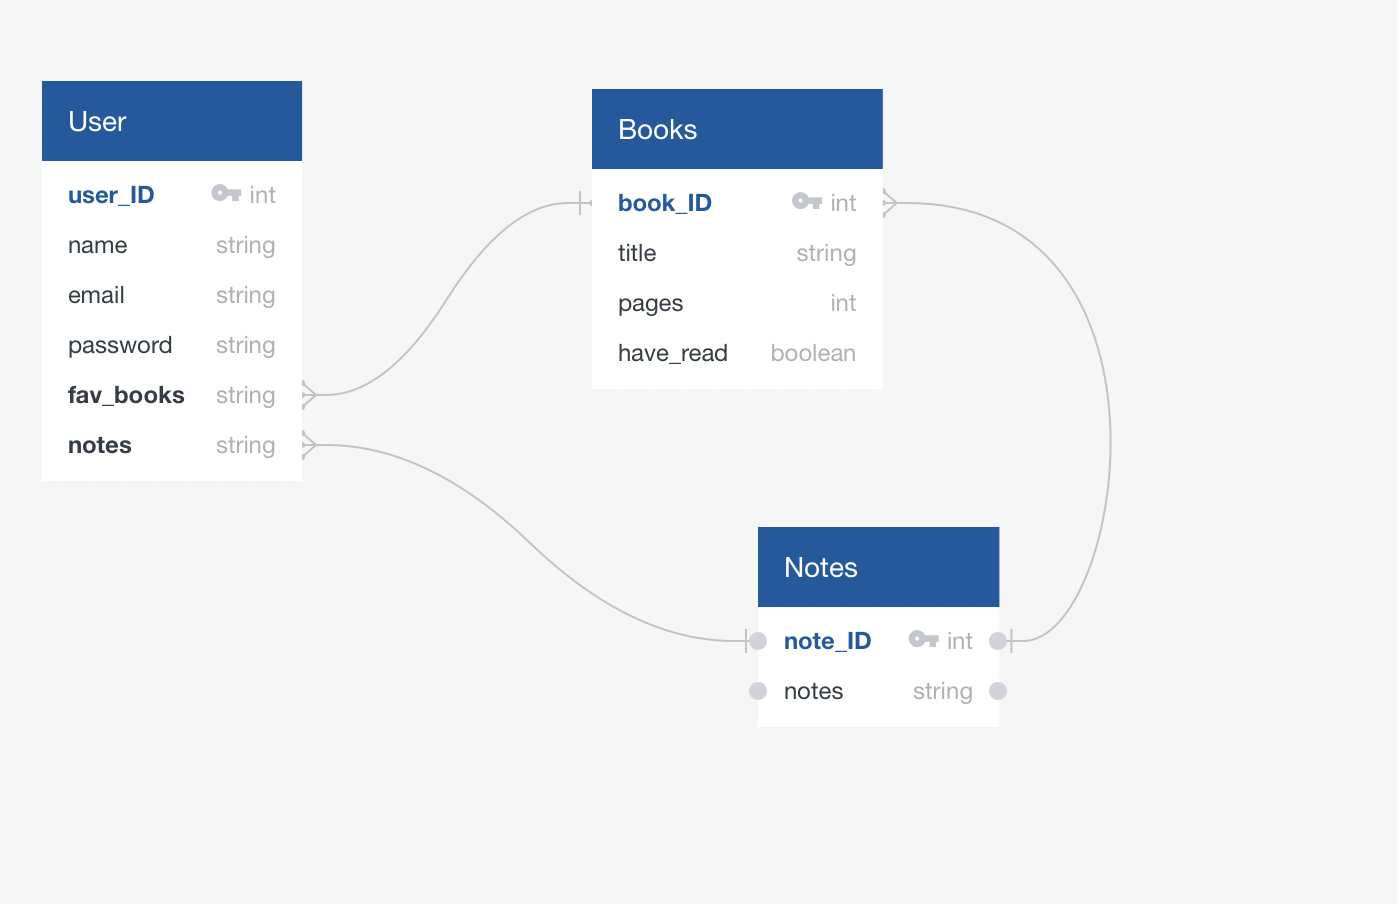 User
user_ID int
name string
email string
password string
fav_books string
notes string
Books
book_ID int
title string
pages int
have_read boolean
Notes
note_ID int
notes string